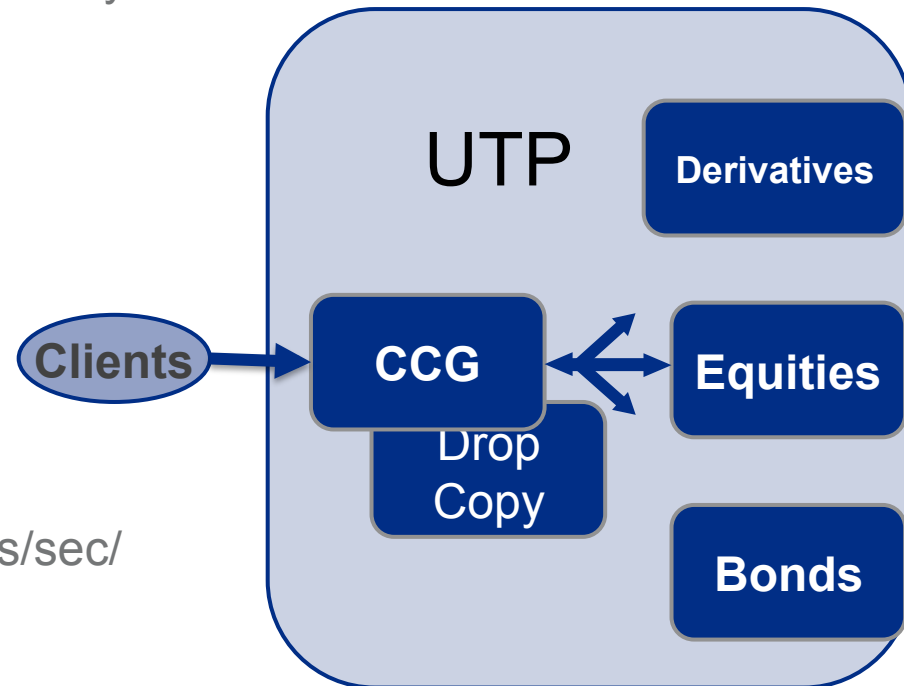 UTP
Derivatives
Clients
CCG
Equities
Drop
Copy
s/sec/
Bonds